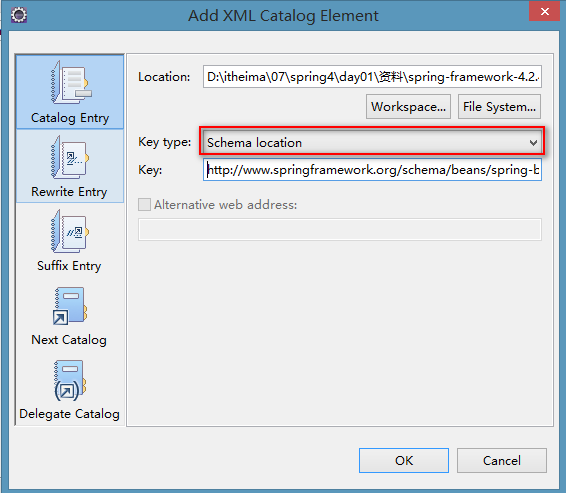 Add XML Catalog Element
Catalog Entry
Rewrite Entry
Suffix Entry
Next Catalog
Delegate Catalog
Location: D:\itheima\07\spring4\day01\资料\spring-framework-4.2.
Workspace... File System...
Key type: Schema location
Key: http://www.springframework.org/schema/beans/spring-b
Alternative web address:
OK Cancel